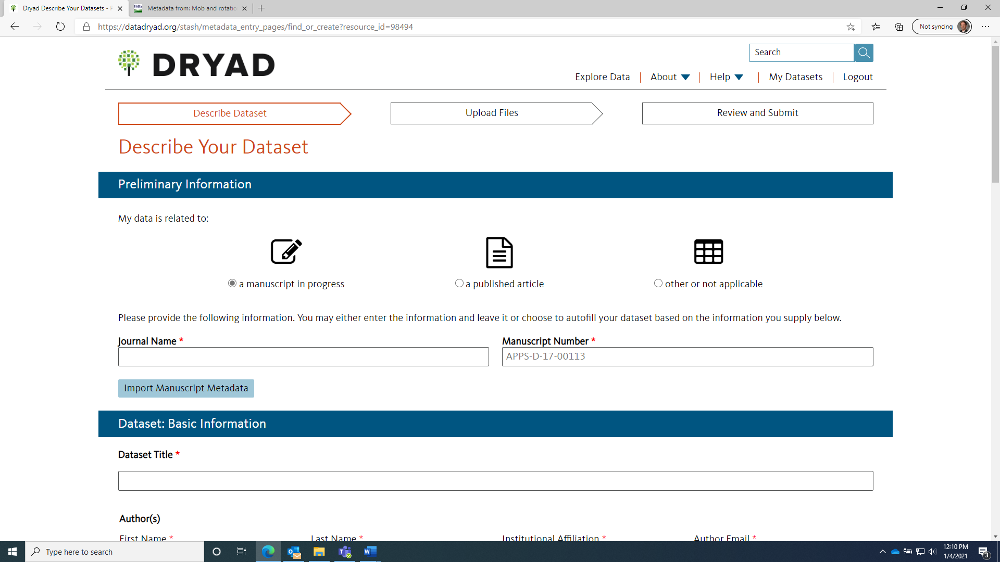 Dryad Describe Your Datasets - P
Metadata from: Mob and rotatio
https://datadryad.org/stash/metadata_entry_pages/find_or_create?resource_id=98494
Not syncing
DRYAD
Search
Explore Data
About
Help
My Datasets
Logout
Describe Dataset
Upload Files
Review and Submit
Describe Your Dataset
Preliminary Information
My data is related to:
a manuscript in progress
a published article
other or not applicable
Please provide the following information. You may either enter the information and leave it or choose to autofill your dataset based on the information you supply below.
Journal Name *
Manuscript Number *
APPS-D-17-00113
Import Manuscript Metadata
Dataset: Basic Information
Dataset Title *
Author(s)
First Name *
Last Name *
Institutional Affiliation *
Author Email *
Type here to search
12:10 PM
1/4/2021
3